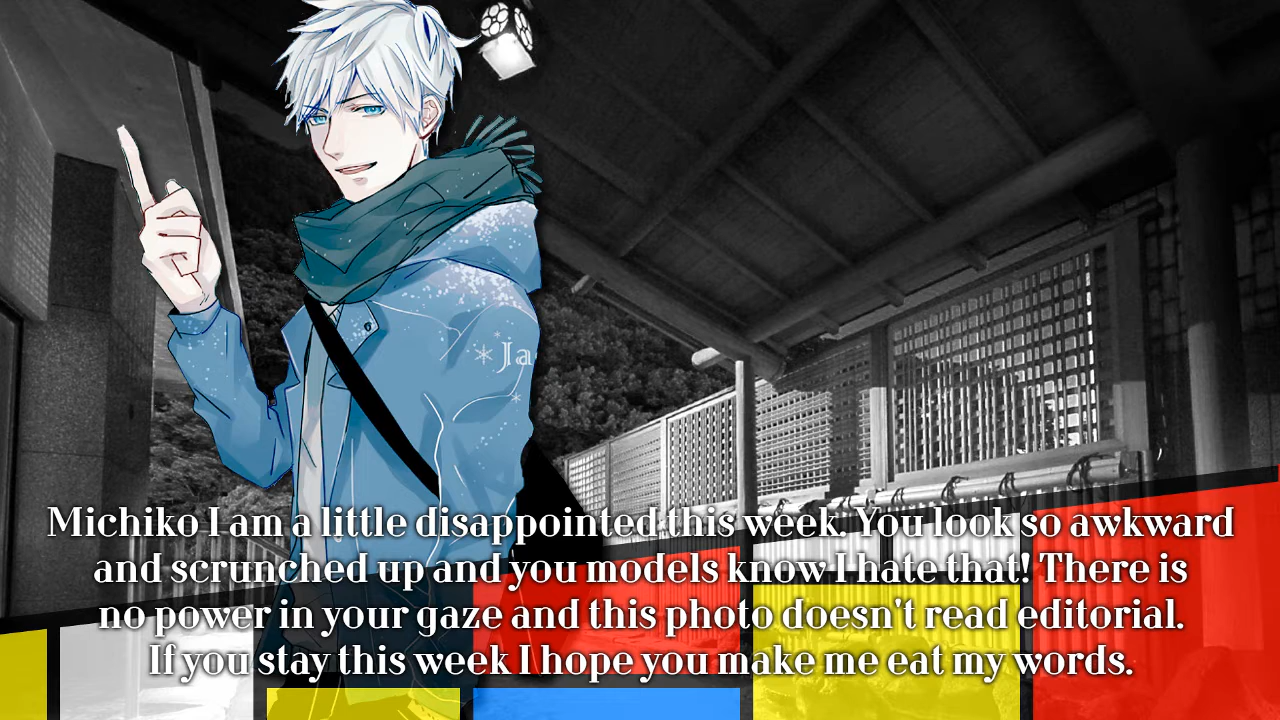 *Ja
Michiko I am a little disappointed this week. You look so awkward
and scrunched up and you models know I hate that! There is
no power in your gaze and this photo doesn't read editorial.
If you stay this week I hope you make me eat my words.